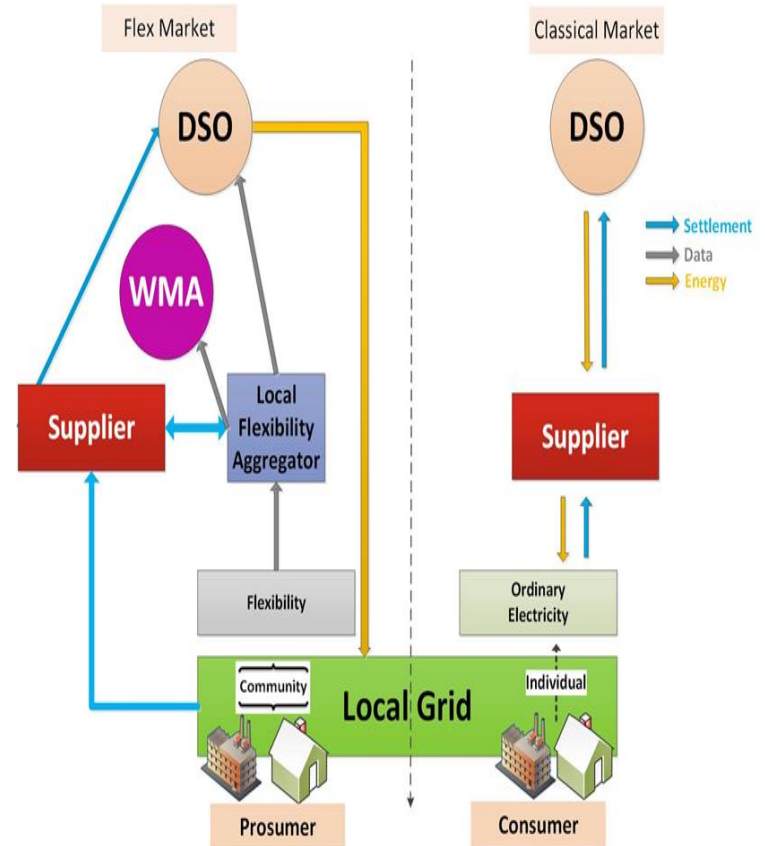 Flex Market
Classical Market
DSO
DSO
WMA
Settlement
Data
Energy
Supplier
Local
Flexibility
Aggregator
Supplier
Flexibility
Ordinary
Electricity
Community
Local Grid
Individual
Prosumer
Consumer